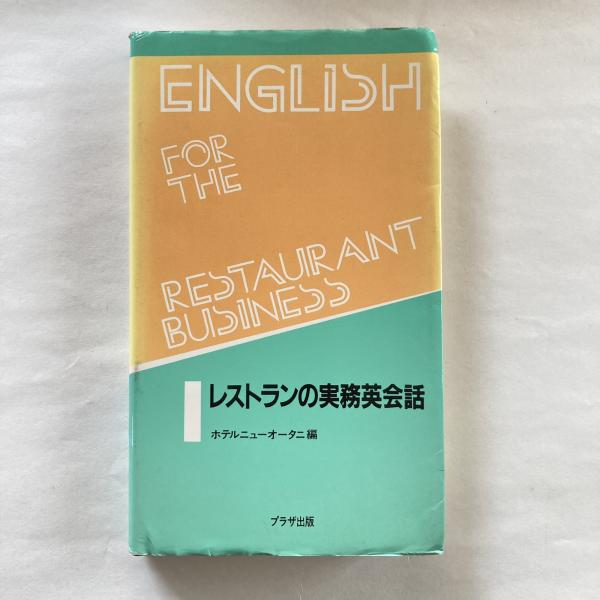 ENGLISH
FOR
THE
RESTAURANT
BUSINESS
レストランの実務英会話
ホテルニューオータニ編
プラザ出版